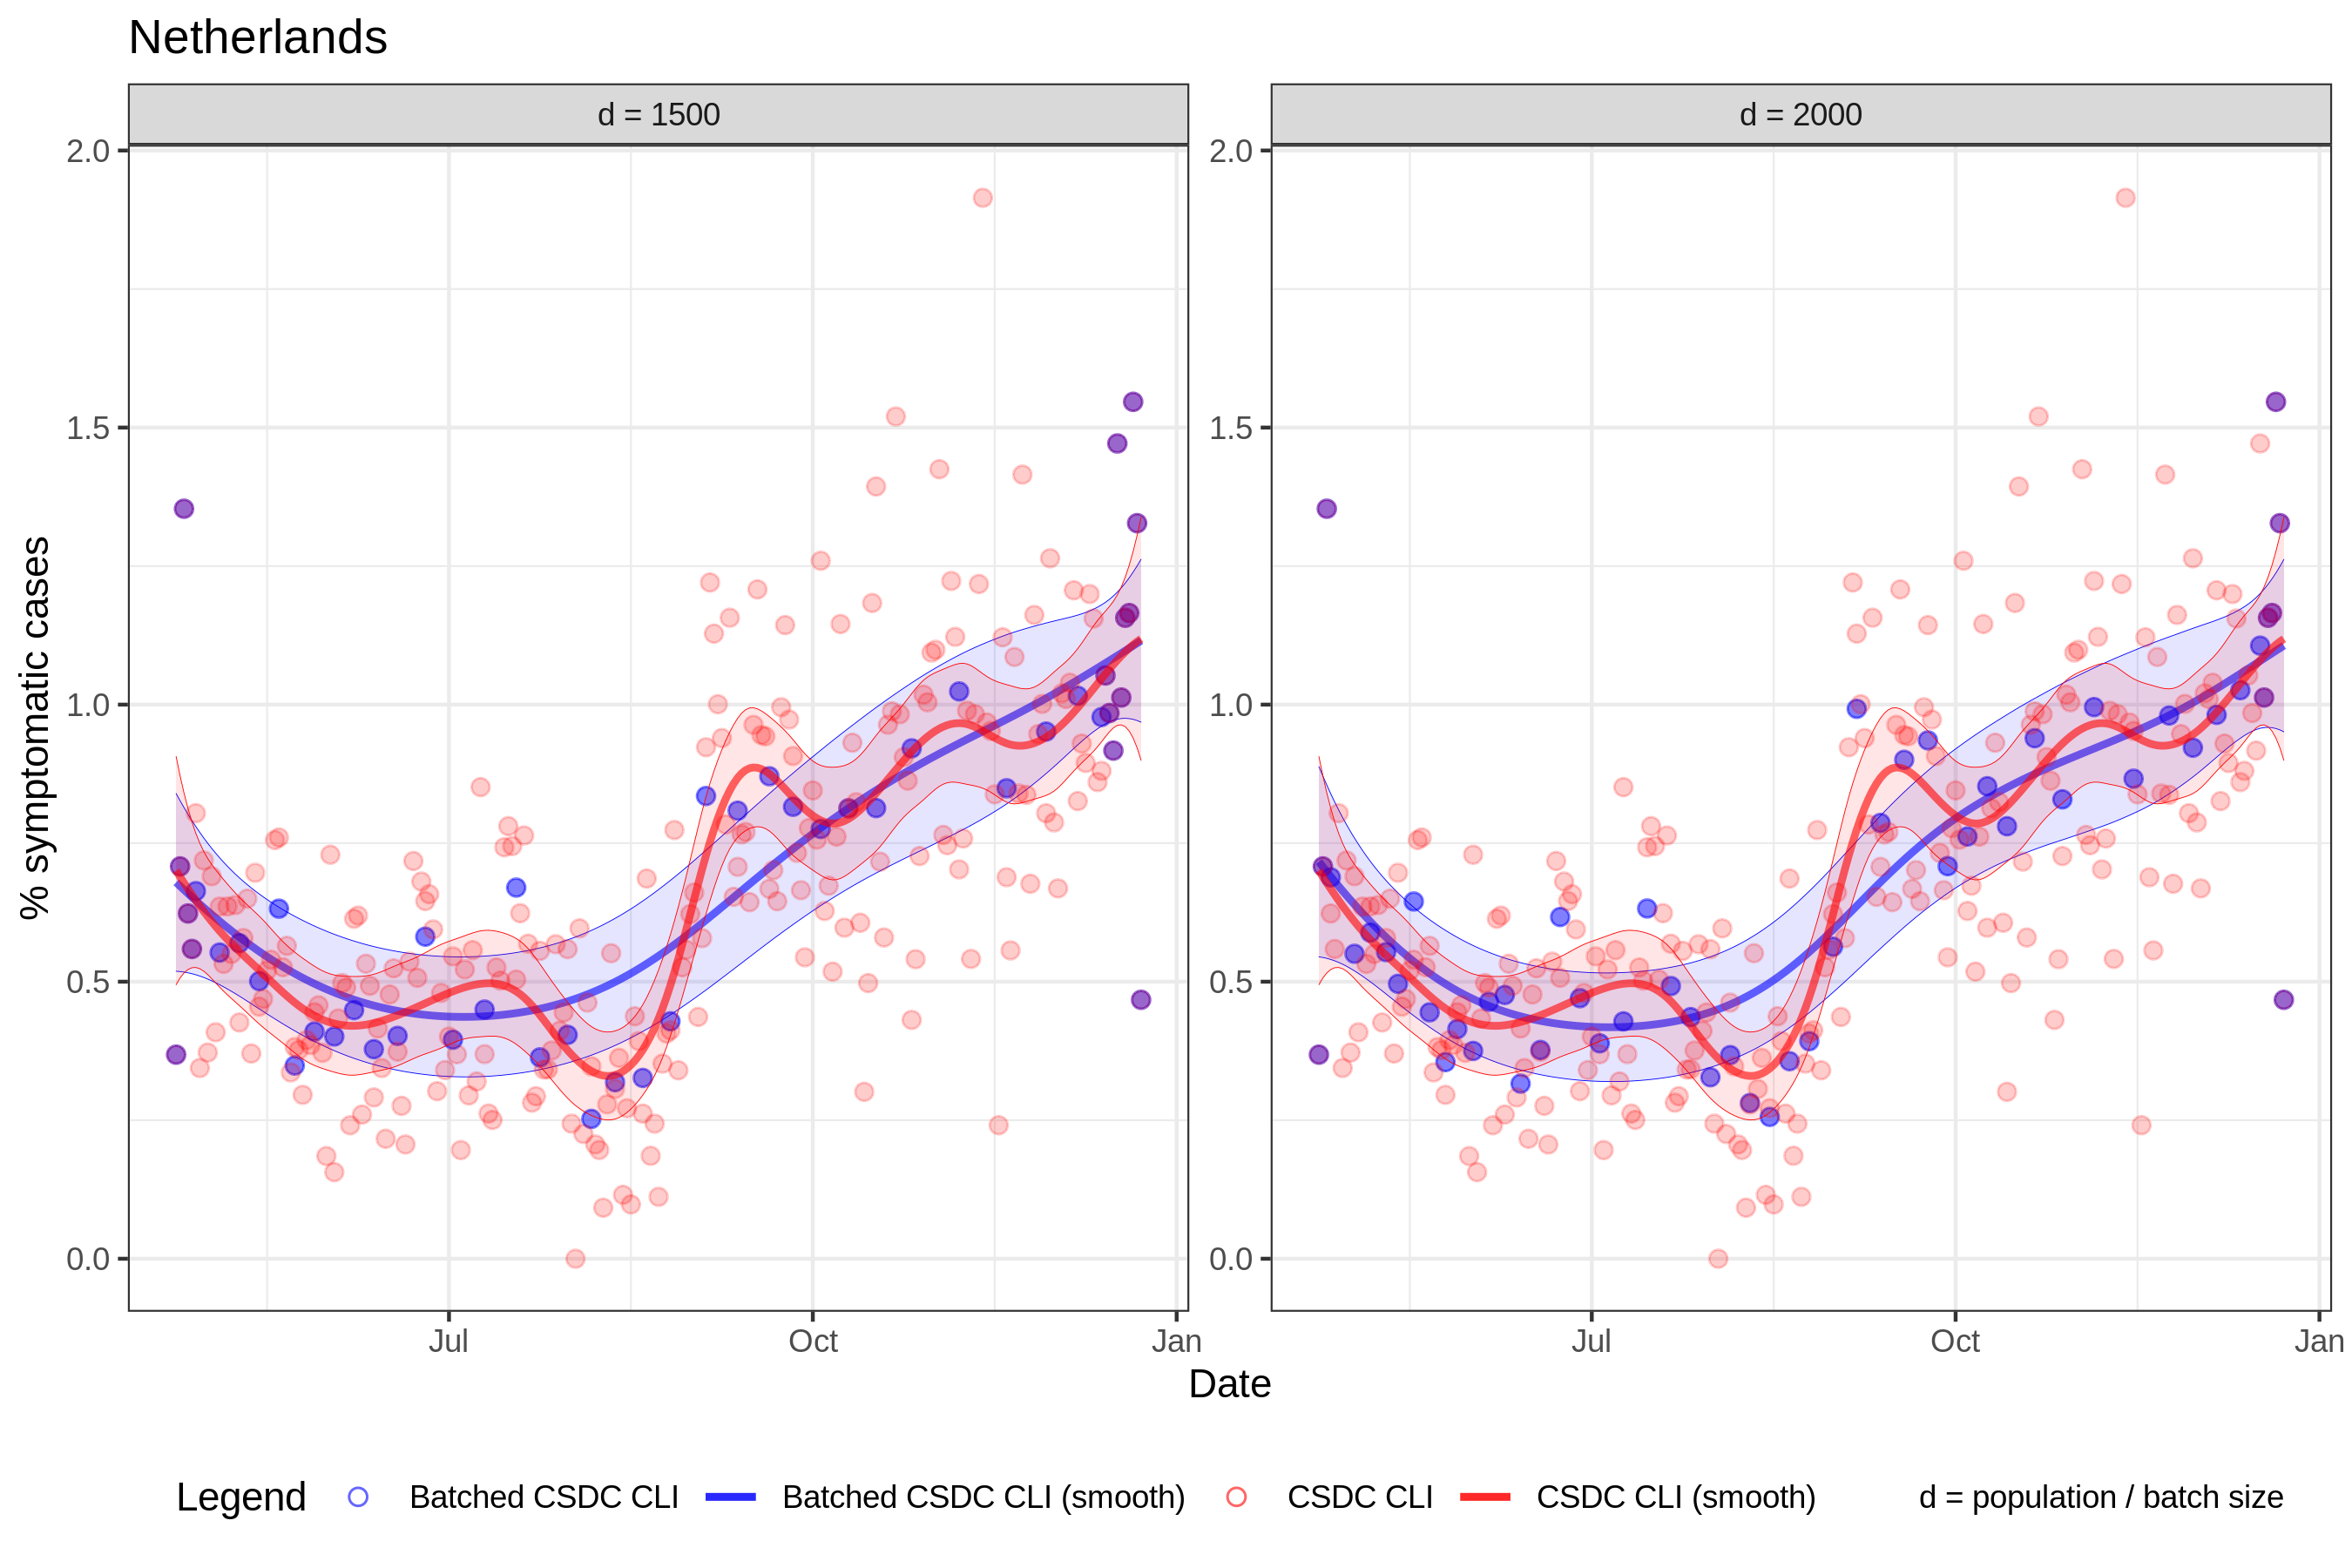 Netherlands
d = 1500
d = 2000
% symptomatic cases
2.0
1.5
1.0
0.5
0.0
2.0
1.5
1.0
0.5
0.0
Jul
Oct
Jan
Jul
Oct
Jan
Date
Legend
Batched CSDC CLI
Batched CSDC CLI (smooth)
CSDC CLI
CSDC CLI (smooth)
d = population / batch size